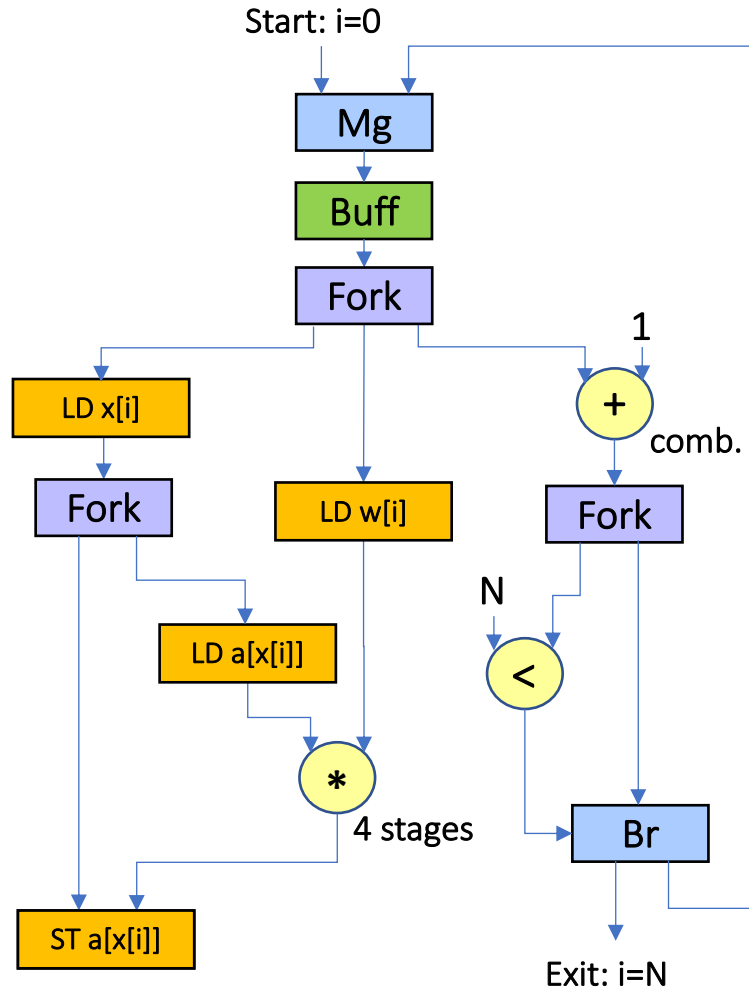 Start: i=0
Mg
Buff
Fork
1
LD x[i]
+
comb.
Fork
LD w[i]
Fork
N
LD a[x[i]]
<
*
4 stages
Br
ST a[x[i]]
Exit: i=N